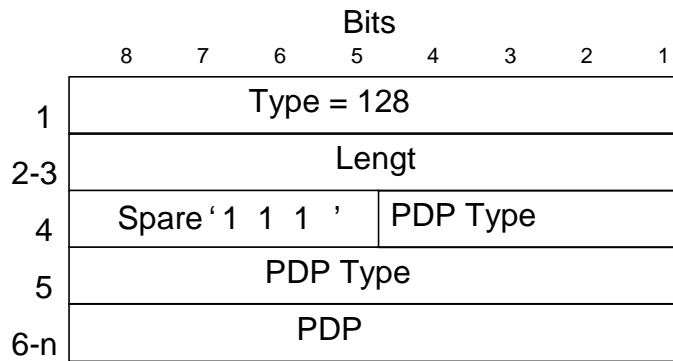 Bits
8 7 6 5 4 3 2 1
1 Type = 128
2-3 Lengt
4 Spare ‘ 1 1 1 ’ PDP Type
5 PDP Type
6-n PDP